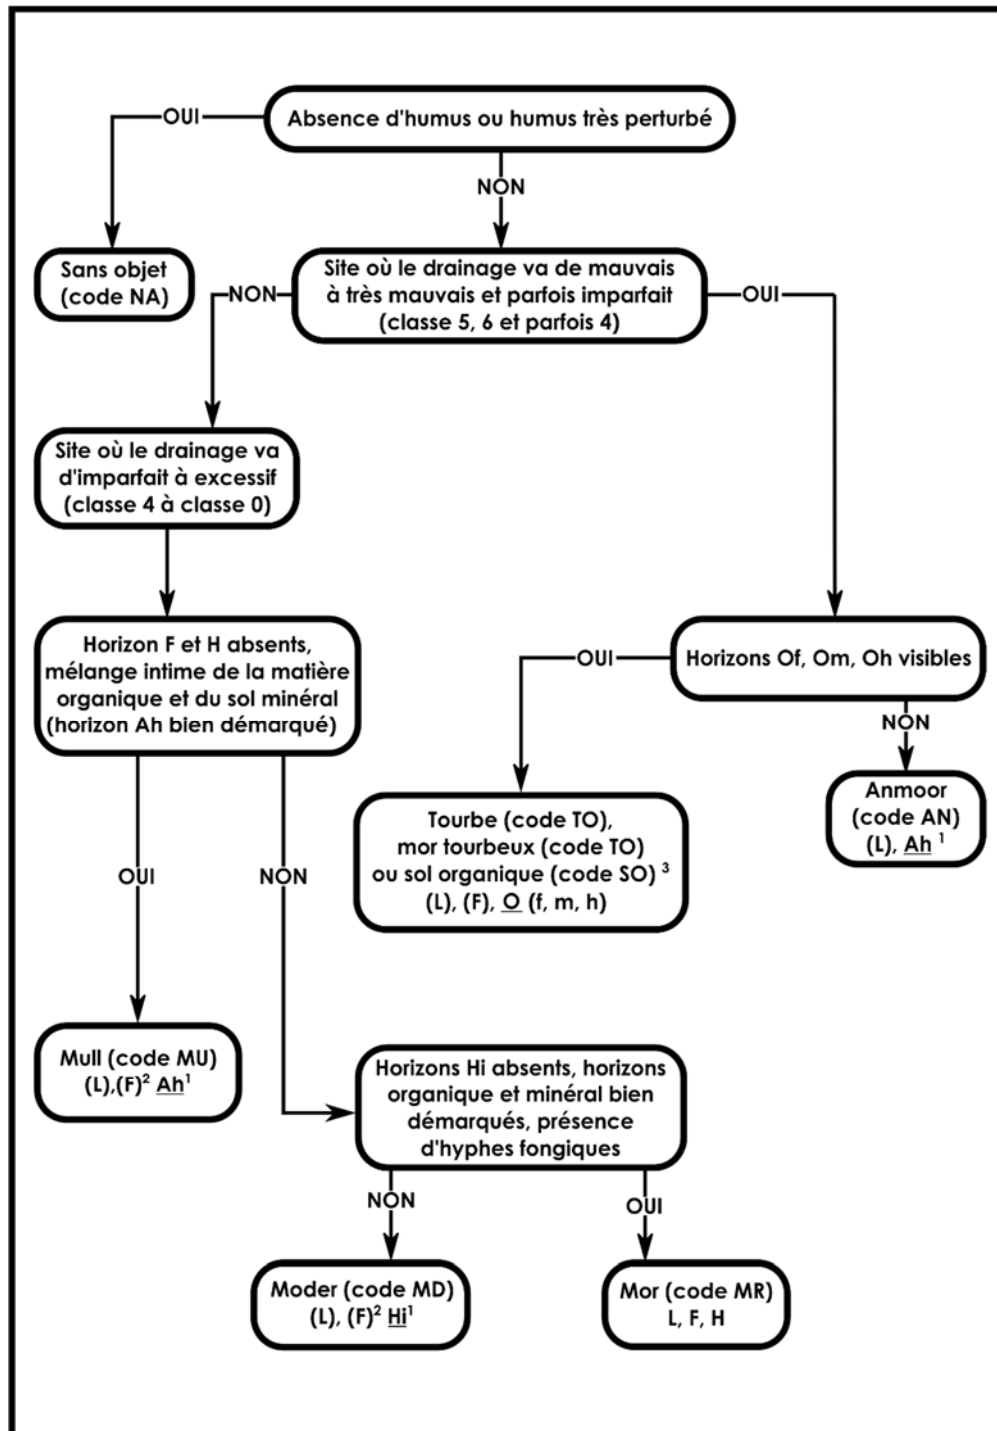 Absence d'humus ou humus très perturbé
OUI
NON
Sans objet
(code NA)
Site où le drainage va de mauvais
à très mauvais et parfois imparfait
(classe 5, 6 et parfois 4)
NON
OUI
Site où le drainage va
d'imparfait à excessif
(classe 4 à classe 0)
Horizon F et H absents,
mélange intime de la matière
organique et du sol minéral
(horizon Ah bien démarqué)
Horizons Of, Om, Oh visibles
OUI
NON
Tourbe (code TO),
mor tourbeux (code TO)
ou sol organique (code SO) ³
(L), (F), O (f, m, h)
Anmoor
(code AN)
(L), Ah ¹
OUI
NON
Mull (code MU)
(L),(F)² Ah¹
Horizons Hi absents, horizons
organique et minéral bien
démarqués, présence
d'hyphes fongiques
NON
OUI
Moder (code MD)
(L), (F)² Hi¹
Mor (code MR)
L, F, H